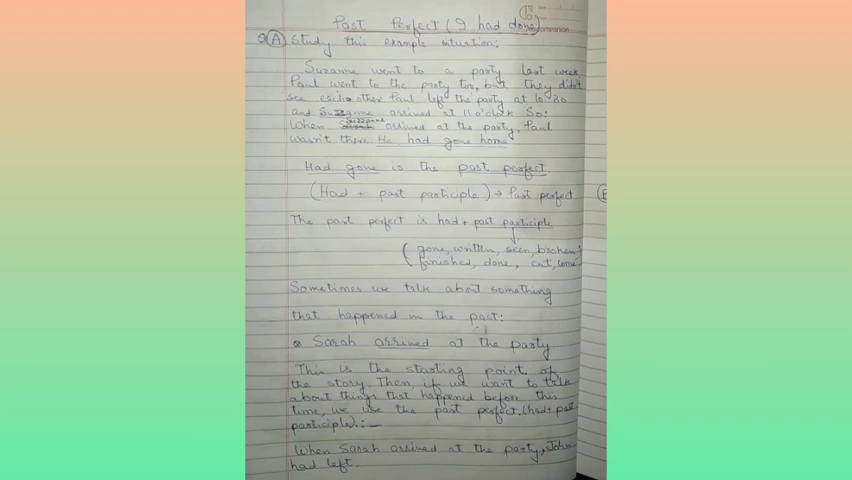 Past Perfect (I had done)
(A) Study this example situation:
Suzanne went to a party last week
Paul went to the party too, but they didn't
see each other Paul left the party at 10:30
and Suzanne arrived at 11 o'clock So:
When Suzzanne arrived at the party, Paul
wasn't there. He had gone home
Had gone is the past perfect
(Had + past participle) → Past perfect
The past perfect is had + past participle
(gone, written, seen, broken,
finished, done, cut, come
Sometimes we talk about something
that happened in the past:
Sarah arrived at the party
This is the starting point of
the story. Then, if we want to talk
about things that happened before this
time, we use the past perfect. (had + past
participle):—
When Sarah arrived at the party, John
had left.